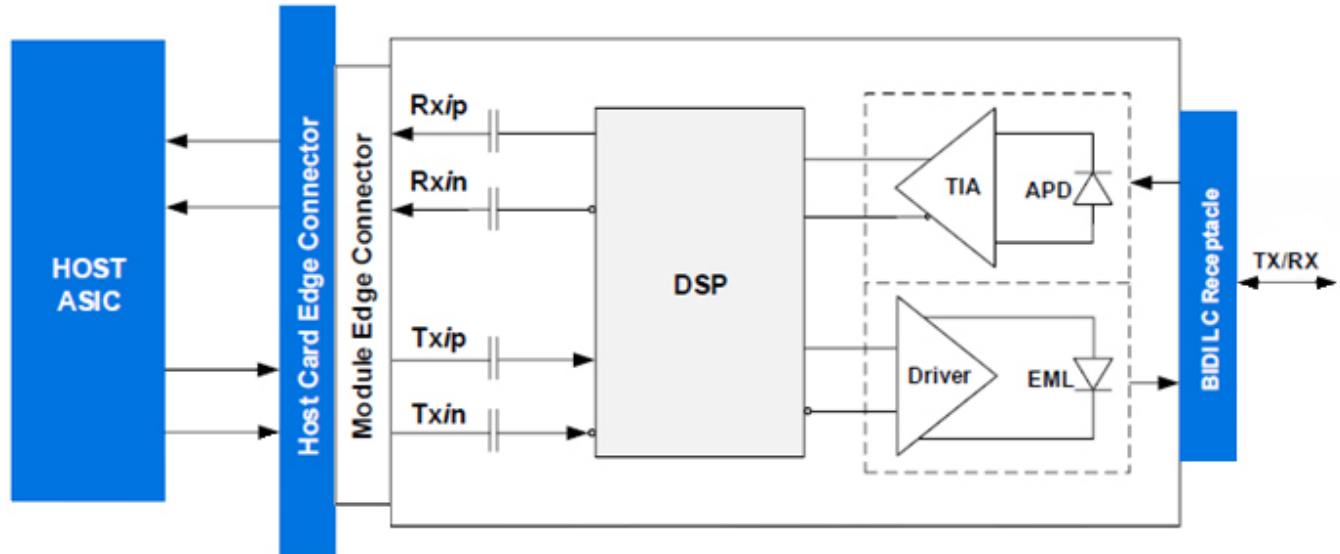 HOST
ASIC
Host Card Edge Connector
Module Edge Connector
Rxip
Rxin
Txip
Txin
DSP
TIA
APD
Driver
EML
BIDI LC Receptacle
TX/RX